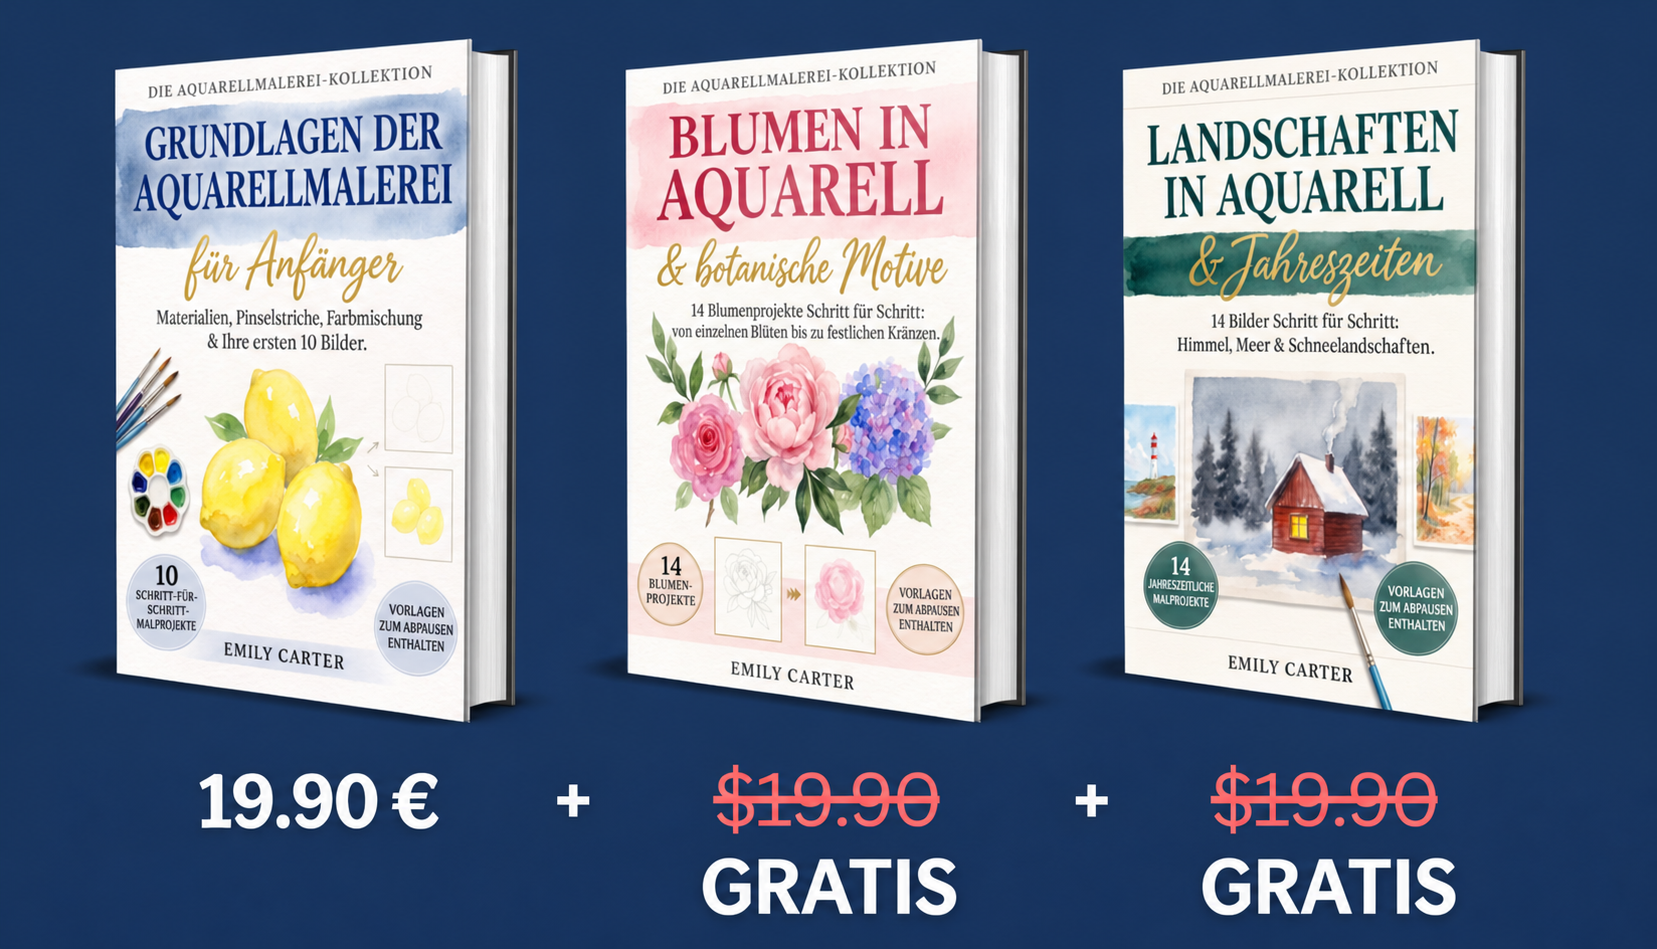 DIE AQUARELLMALEREI-KOLLEKTION
GRUNDLAGEN DER
AQUARELLMALEREI
für Anfänger
Materialien, Pinselstriche, Farbmischung
& Ihre ersten 10 Bilder.
10
SCHRITT-FÜR-
SCHRITT-
MALPROJEKTE
VORLAGEN
ZUM ABPAUSEN
ENTHALTEN
EMILY CARTER
DIE AQUARELLMALEREI-KOLLEKTION
BLUMEN IN
AQUARELL
& botanische Motive
14 Blumenprojekte Schritt für Schritt:
von einzelnen Blüten bis zu festlichen Kränzen.
14
BLUMEN-
PROJEKTE
VORLAGEN
ZUM ABPAUSEN
ENTHALTEN
EMILY CARTER
DIE AQUARELLMALEREI-KOLLEKTION
LANDSCHAFTEN
IN AQUARELL
& Jahreszeiten
14 Bilder Schritt für Schritt:
Himmel, Meer & Schneelandschaften.
14
JAHRESZEITLICHE
MALPROJEKTE
VORLAGEN
ZUM ABPAUSEN
ENTHALTEN
EMILY CARTER
19.90 € + $19.90 + $19.90
GRATIS GRATIS